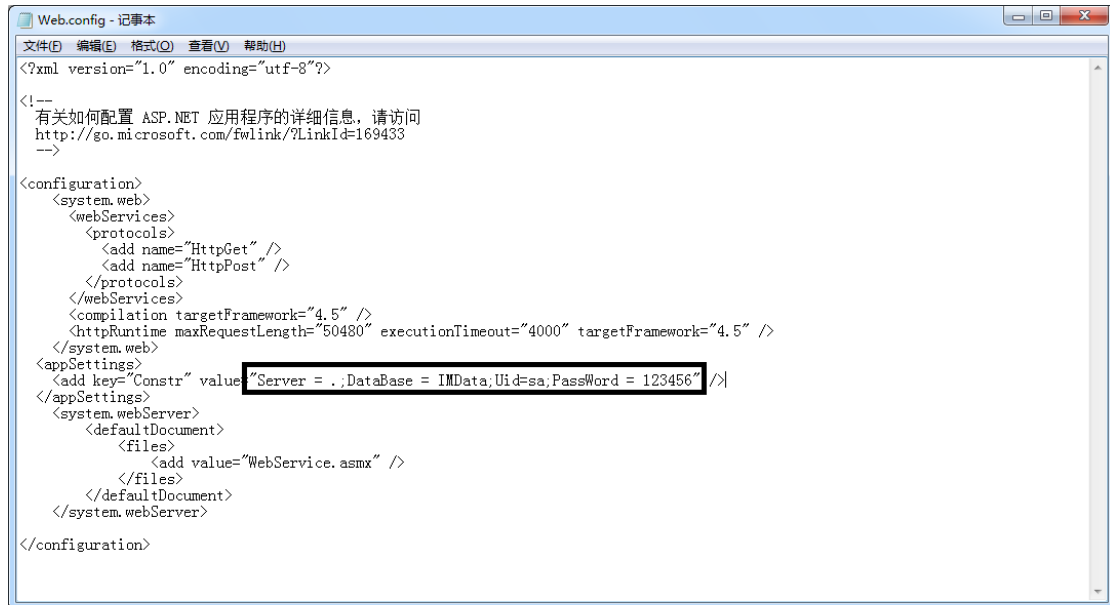 Web.config - 记事本
文件(F) 编辑(E) 格式(O) 查看(V) 帮助(H)
<?xml version="1.0" encoding="utf-8"?>
<!--
有关如何配置 ASP.NET 应用程序的详细信息，请访问
http://go.microsoft.com/fwlink/?LinkId=169433
-->
<configuration>
<system.web>
<webServices>
<protocols>
<add name="HttpGet" />
<add name="HttpPost" />
</protocols>
</webServices>
<compilation targetFramework="4.5" />
<httpRuntime maxRequestLength="50480" executionTimeout="4000" targetFramework="4.5" />
</system.web>
<appSettings>
<add key="Constr" value="Server = .;DataBase = IMData;Uid=sa;PassWord = 123456" />
</appSettings>
<system.webServer>
<defaultDocument>
<files>
<add value="WebService.asmx" />
</files>
</defaultDocument>
</system.webServer>
</configuration>